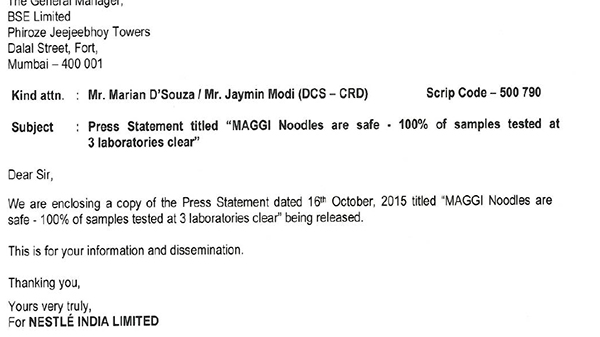 The General Manager,
BSE Limited
Phiroze Jeejeebhoy Towers
Dalal Street, Fort,
Mumbai – 400 001
Kind attn. : Mr. Marian D'Souza / Mr. Jaymin Modi (DCS – CRD) Scrip Code – 500 790
Subject : Press Statement titled “MAGGI Noodles are safe - 100% of samples tested at
3 laboratories clear”
Dear Sir,
We are enclosing a copy of the Press Statement dated 16th October, 2015 titled “MAGGI Noodles are
safe - 100% of samples tested at 3 laboratories clear” being released.
This is for your information and dissemination.
Thanking you,
Yours very truly,
For NESTLÉ INDIA LIMITED